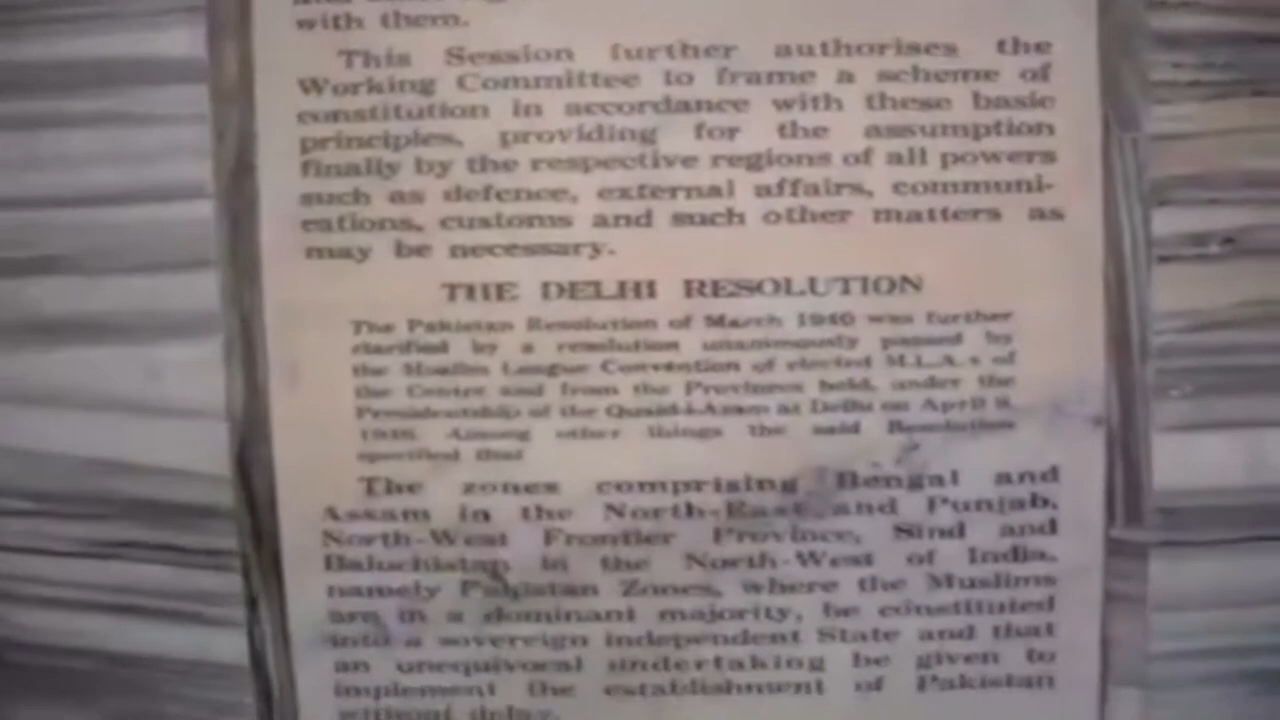 with them.
This Session further authorises the
Working Committee to frame a scheme of
constitution in accordance with these basic
principles, providing for the assumption
finally by the respective regions of all powers
such as defence, external affairs, communi-
cations, customs and such other matters as
may be necessary.
THE DELHI RESOLUTION
The Pakistan Resolution of March 1940 was further
clarified by a resolution unanimously passed by
the Muslim League Convention of elected M.L.A.s of
the Centre and from the Provinces held, under the
Presidentship of the Quaid-i-Azam at Delhi on April 9,
1946. Among other things the said Resolution
specified that
The zones comprising Bengal and
Assam in the North-East and Punjab,
North-West Frontier Province, Sind and
Baluchistan in the North-West of India,
namely Pakistan Zones, where the Muslims
are in a dominant majority, be constituted
into a sovereign independent State and that
an unequivocal undertaking be given to
implement the establishment of Pakistan
without delay.